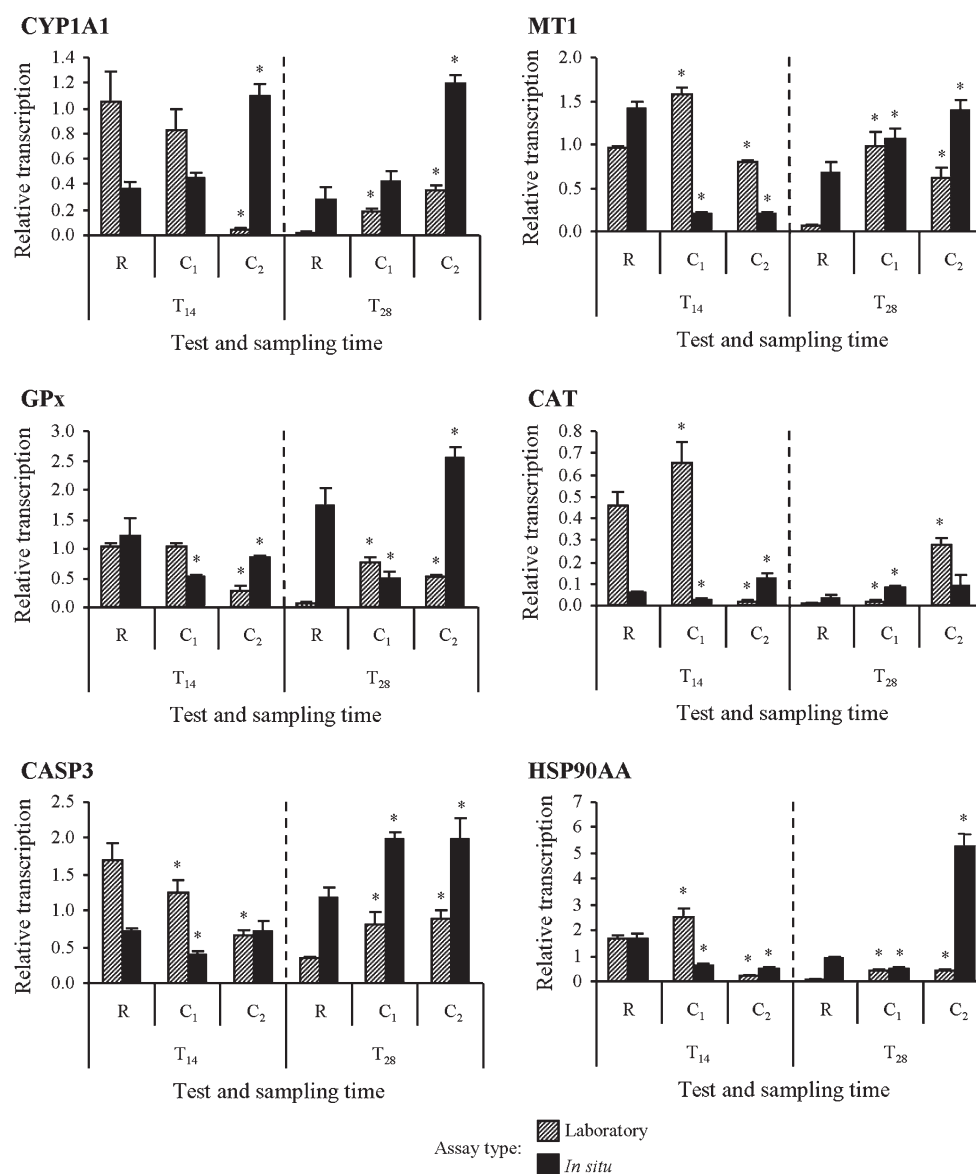 CYP1A1
Relative transcription
1.4
1.2
1.0
0.8
0.6
0.4
0.2
0.0
* * * * *
R C₁ C₂ R C₁ C₂
T₁₄ T₂₈
Test and sampling time
MT1
Relative transcription
2.0
1.5
1.0
0.5
0.0
* * * * * * * *
R C₁ C₂ R C₁ C₂
T₁₄ T₂₈
Test and sampling time
GPx
Relative transcription
3.0
2.5
2.0
1.5
1.0
0.5
0.0
* * * * * * *
R C₁ C₂ R C₁ C₂
T₁₄ T₂₈
Test and sampling time
CAT
Relative transcription
0.8
0.7
0.6
0.5
0.4
0.3
0.2
0.1
0.0
* * * * * * *
R C₁ C₂ R C₁ C₂
T₁₄ T₂₈
Test and sampling time
CASP3
Relative transcription
2.5
2.0
1.5
1.0
0.5
0.0
* * * * * * *
R C₁ C₂ R C₁ C₂
T₁₄ T₂₈
Test and sampling time
HSP90AA
Relative transcription
7
6
5
4
3
2
1
0
* * * * * * * *
R C₁ C₂ R C₁ C₂
T₁₄ T₂₈
Test and sampling time
Assay type:
Laboratory
In situ